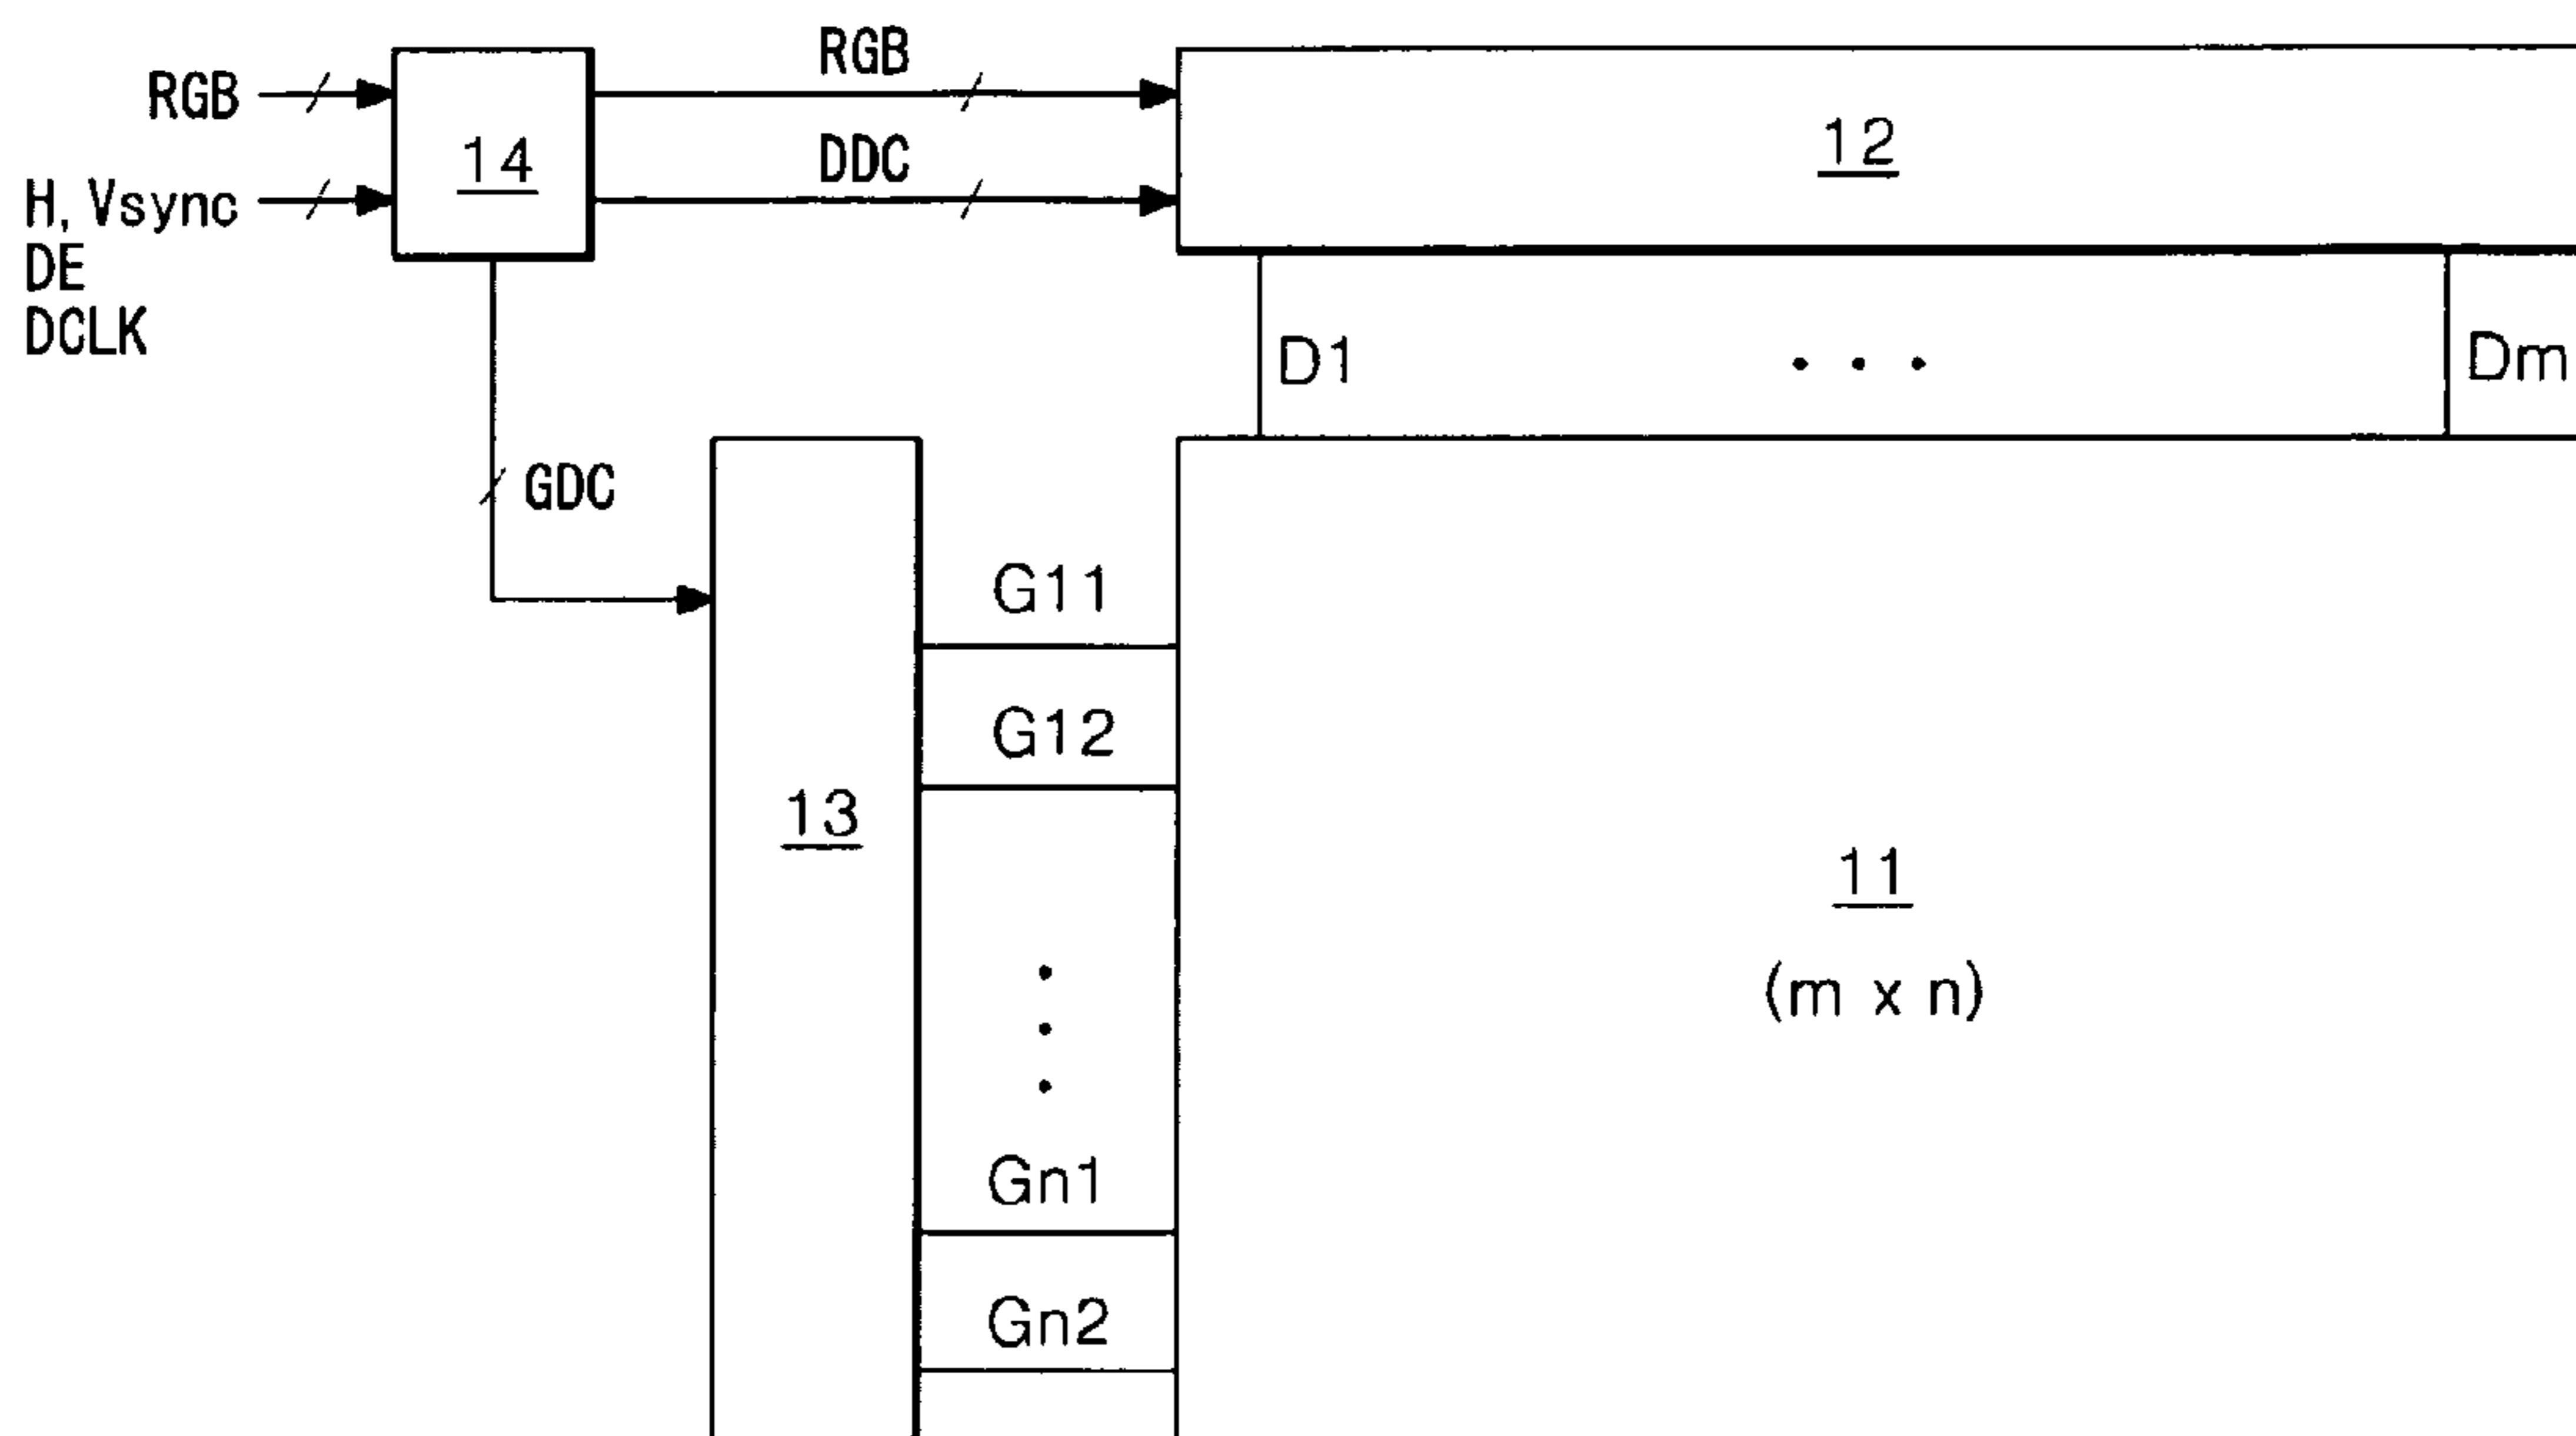 RGB
RGB
14
12
DDC
H, Vsync
DE
DCLK
D1
Dm
GDC
G11
G12
13
11
(m x n)
Gn1
Gn2